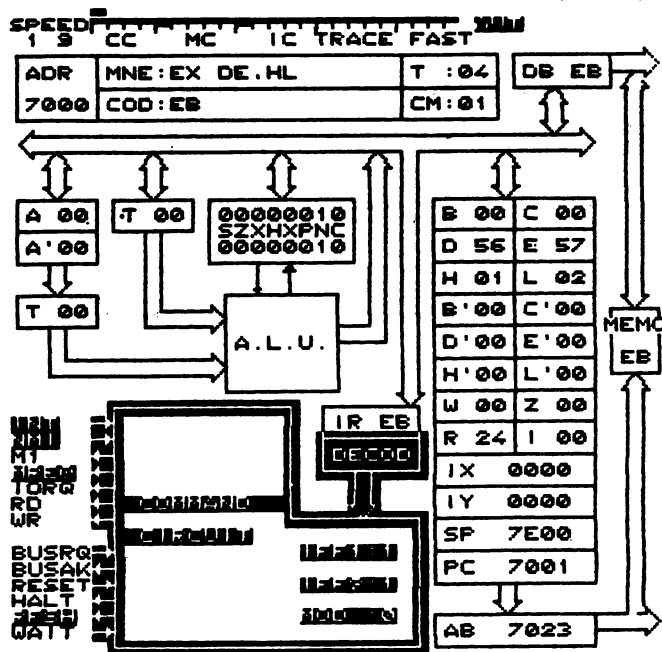 SPEED
1 9 CC MC IC TRACE FAST
ADR MNE:EX DE.HL T :04 DB EB
7000 COD:EB CM:01
A 00 T 00 00000010 B 00 C 00
A'00 SZXHXPNC D 56 E 57
00000010 H 01 L 02
T 00 A.L.U. B'00 C'00 MEMO
D'00 E'00 EB
H'00 L'00
IR EB W 00 Z 00
DECOD R 24 I 00
M1 IX 0000
RD IY 0000
WR SP 7E00
BUSRQ PC 7001
BUSAK
RESET
HALT
AB 7023